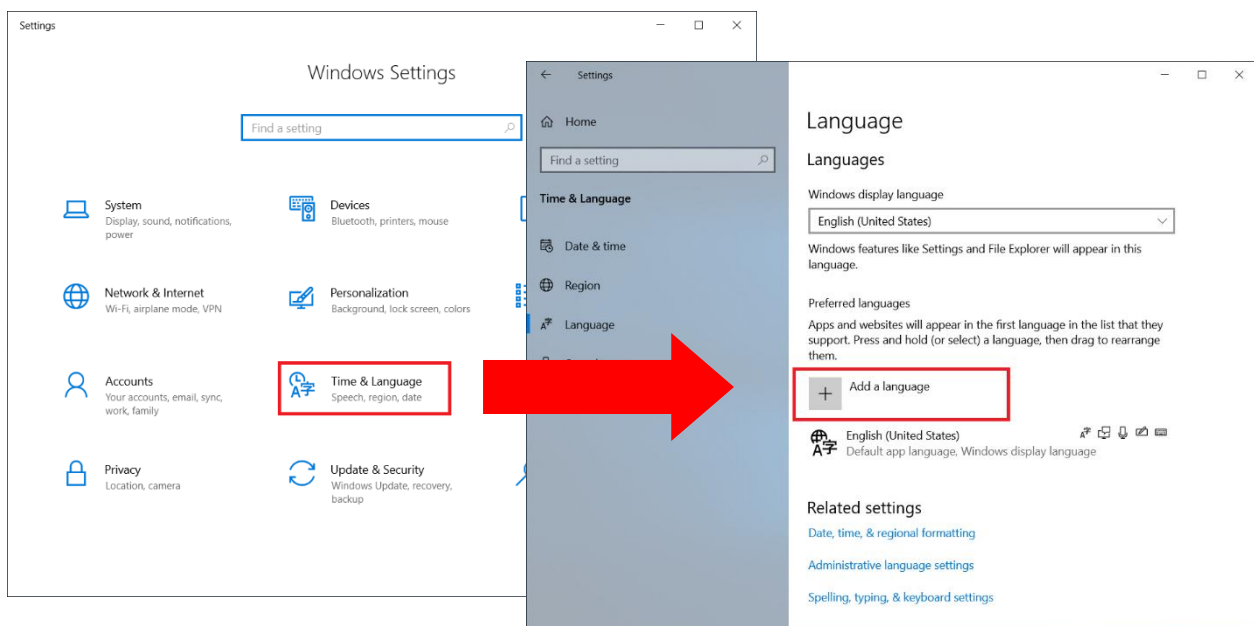 Settings
Windows Settings
Find a setting
System
Display, sound, notifications,
power
Devices
Bluetooth, printers, mouse
Network & Internet
Wi-Fi, airplane mode, VPN
Personalization
Background, lock screen, colors
Accounts
Your accounts, email, sync,
work, family
Time & Language
Speech, region, date
Privacy
Location, camera
Update & Security
Windows Update, recovery,
backup
Settings
Home
Find a setting
Time & Language
Date & time
Region
Language
Language
Languages
Windows display language
English (United States)
Windows features like Settings and File Explorer will appear in this
language.
Preferred languages
Apps and websites will appear in the first language in the list that they
support. Press and hold (or select) a language, then drag to rearrange
them.
Add a language
English (United States)
Default app language, Windows display language
Related settings
Date, time, & regional formatting
Administrative language settings
Spelling, typing, & keyboard settings